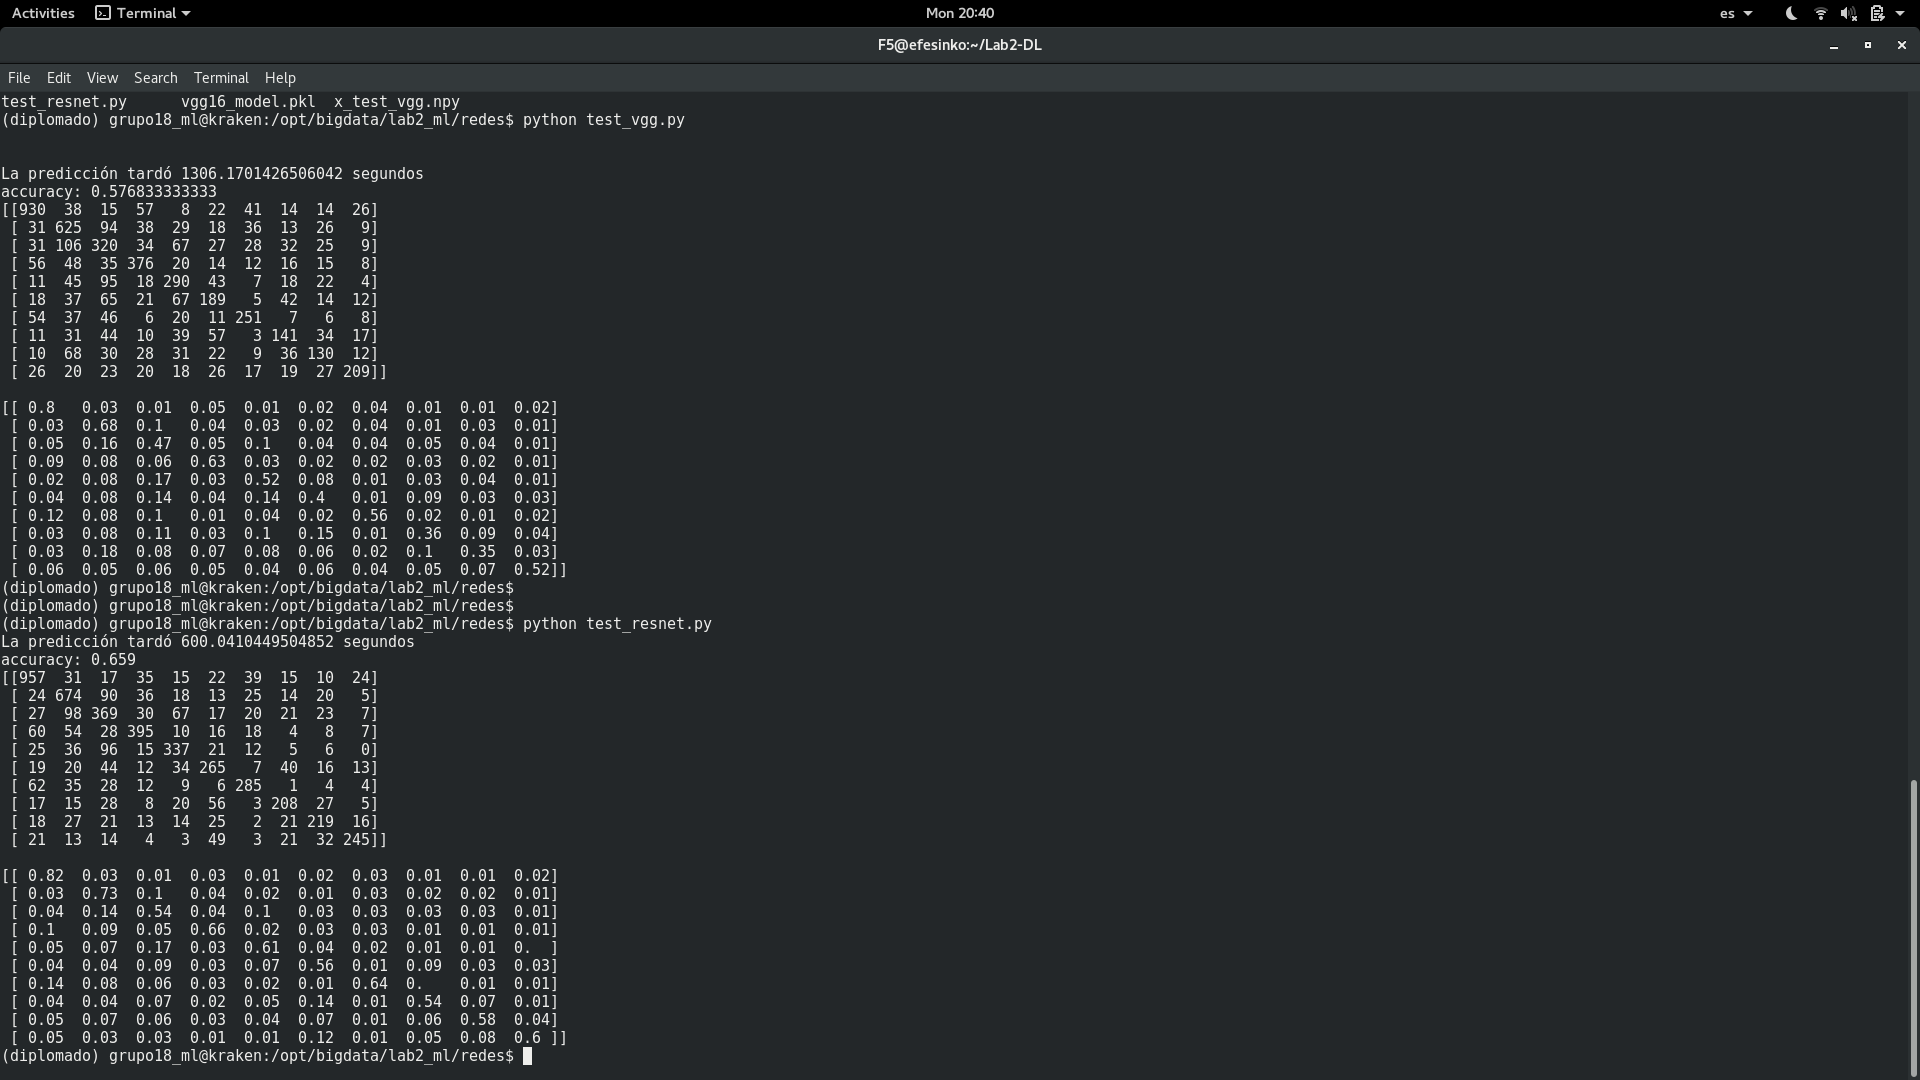 Activities Terminal Mon 20:40 es
F5@efesinko:~/Lab2-DL
File Edit View Search Terminal Help
test_resnet.py      vgg16_model.pkl  x_test_vgg.npy
(diplomado) grupo18_ml@kraken:/opt/bigdata/lab2_ml/redes$ python test_vgg.py
La predicción tardó 1306.1701426506042 segundos
accuracy: 0.576833333333
[[930  38  15  57   8  22  41  14  14  26]
 [ 31 625  94  38  29  18  36  13  26   9]
 [ 31 106 320  34  67  27  28  32  25   9]
 [ 56  48  35 376  20  14  12  16  15   8]
 [ 11  45  95  18 290  43   7  18  22   4]
 [ 18  37  65  21  67 189   5  42  14  12]
 [ 54  37  46   6  20  11 251   7   6   8]
 [ 11  31  44  10  39  57   3 141  34  17]
 [ 10  68  30  28  31  22   9  36 130  12]
 [ 26  20  23  20  18  26  17  19  27 209]]
[[ 0.8   0.03  0.01  0.05  0.01  0.02  0.04  0.01  0.01  0.02]
 [ 0.03  0.68  0.1   0.04  0.03  0.02  0.04  0.01  0.03  0.01]
 [ 0.05  0.16  0.47  0.05  0.1   0.04  0.04  0.05  0.04  0.01]
 [ 0.09  0.08  0.06  0.63  0.03  0.02  0.02  0.03  0.02  0.01]
 [ 0.02  0.08  0.17  0.03  0.52  0.08  0.01  0.03  0.04  0.01]
 [ 0.04  0.08  0.14  0.04  0.14  0.4   0.01  0.09  0.03  0.03]
 [ 0.12  0.08  0.1   0.01  0.04  0.02  0.56  0.02  0.01  0.02]
 [ 0.03  0.08  0.11  0.03  0.1   0.15  0.01  0.36  0.09  0.04]
 [ 0.03  0.18  0.08  0.07  0.08  0.06  0.02  0.1   0.35  0.03]
 [ 0.06  0.05  0.06  0.05  0.04  0.06  0.04  0.05  0.07  0.52]]
(diplomado) grupo18_ml@kraken:/opt/bigdata/lab2_ml/redes$
(diplomado) grupo18_ml@kraken:/opt/bigdata/lab2_ml/redes$
(diplomado) grupo18_ml@kraken:/opt/bigdata/lab2_ml/redes$ python test_resnet.py
La predicción tardó 600.0410449504852 segundos
accuracy: 0.659
[[957  31  17  35  15  22  39  15  10  24]
 [ 24 674  90  36  18  13  25  14  20   5]
 [ 27  98 369  30  67  17  20  21  23   7]
 [ 60  54  28 395  10  16  18   4   8   7]
 [ 25  36  96  15 337  21  12   5   6   0]
 [ 19  20  44  12  34 265   7  40  16  13]
 [ 62  35  28  12   9   6 285   1   4   4]
 [ 17  15  28   8  20  56   3 208  27   5]
 [ 18  27  21  13  14  25   2  21 219  16]
 [ 21  13  14   4   3  49   3  21  32 245]]
[[ 0.82  0.03  0.01  0.03  0.01  0.02  0.03  0.01  0.01  0.02]
 [ 0.03  0.73  0.1   0.04  0.02  0.01  0.03  0.02  0.02  0.01]
 [ 0.04  0.14  0.54  0.04  0.1   0.03  0.03  0.03  0.03  0.01]
 [ 0.1   0.09  0.05  0.66  0.02  0.03  0.03  0.01  0.01  0.01]
 [ 0.05  0.07  0.17  0.03  0.61  0.04  0.02  0.01  0.01  0.  ]
 [ 0.04  0.04  0.09  0.03  0.07  0.56  0.01  0.09  0.03  0.03]
 [ 0.14  0.08  0.06  0.03  0.02  0.01  0.64  0.    0.01  0.01]
 [ 0.04  0.04  0.07  0.02  0.05  0.14  0.01  0.54  0.07  0.01]
 [ 0.05  0.07  0.06  0.03  0.04  0.07  0.01  0.06  0.58  0.04]
 [ 0.05  0.03  0.03  0.01  0.01  0.12  0.01  0.05  0.08  0.6 ]]
(diplomado) grupo18_ml@kraken:/opt/bigdata/lab2_ml/redes$